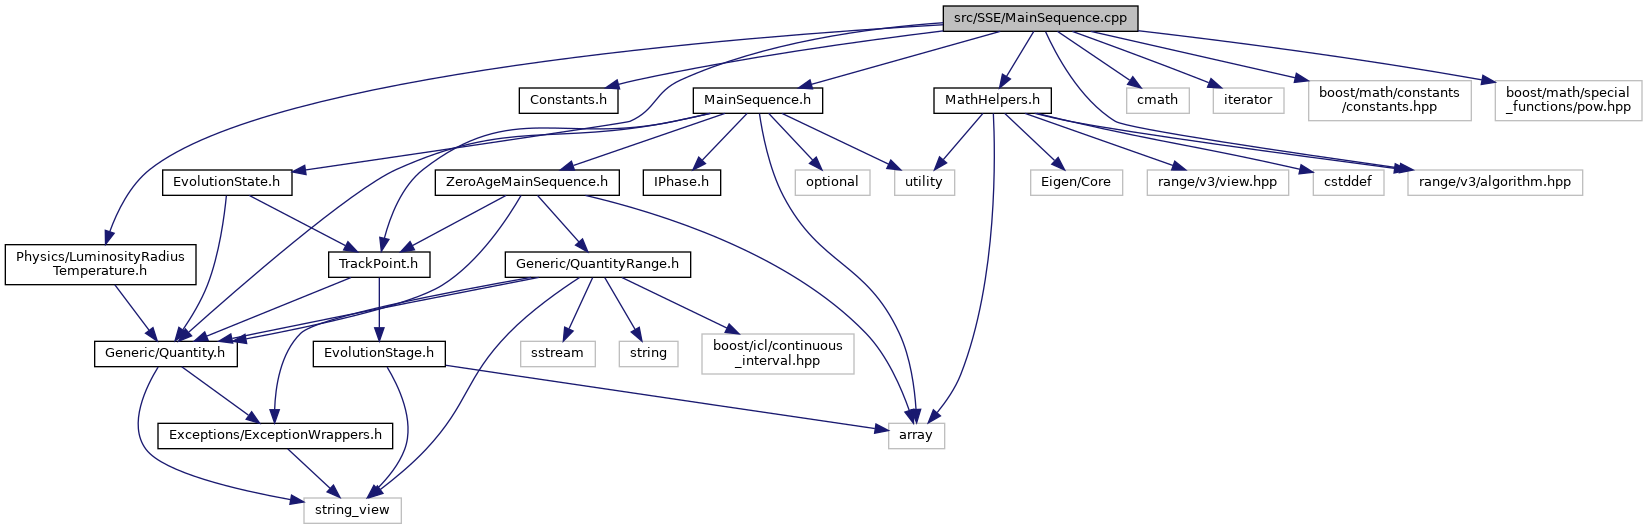 src/SSE/MainSequence.cpp
Constants.h
MainSequence.h
MathHelpers.h
cmath
iterator
boost/math/constants
/constants.hpp
boost/math/special
_functions/pow.hpp
EvolutionState.h
ZeroAgeMainSequence.h
IPhase.h
optional
utility
Eigen/Core
range/v3/view.hpp
cstddef
range/v3/algorithm.hpp
Physics/LuminosityRadius
Temperature.h
TrackPoint.h
Generic/QuantityRange.h
Generic/Quantity.h
EvolutionStage.h
sstream
string
boost/icl/continuous
_interval.hpp
Exceptions/ExceptionWrappers.h
array
string_view